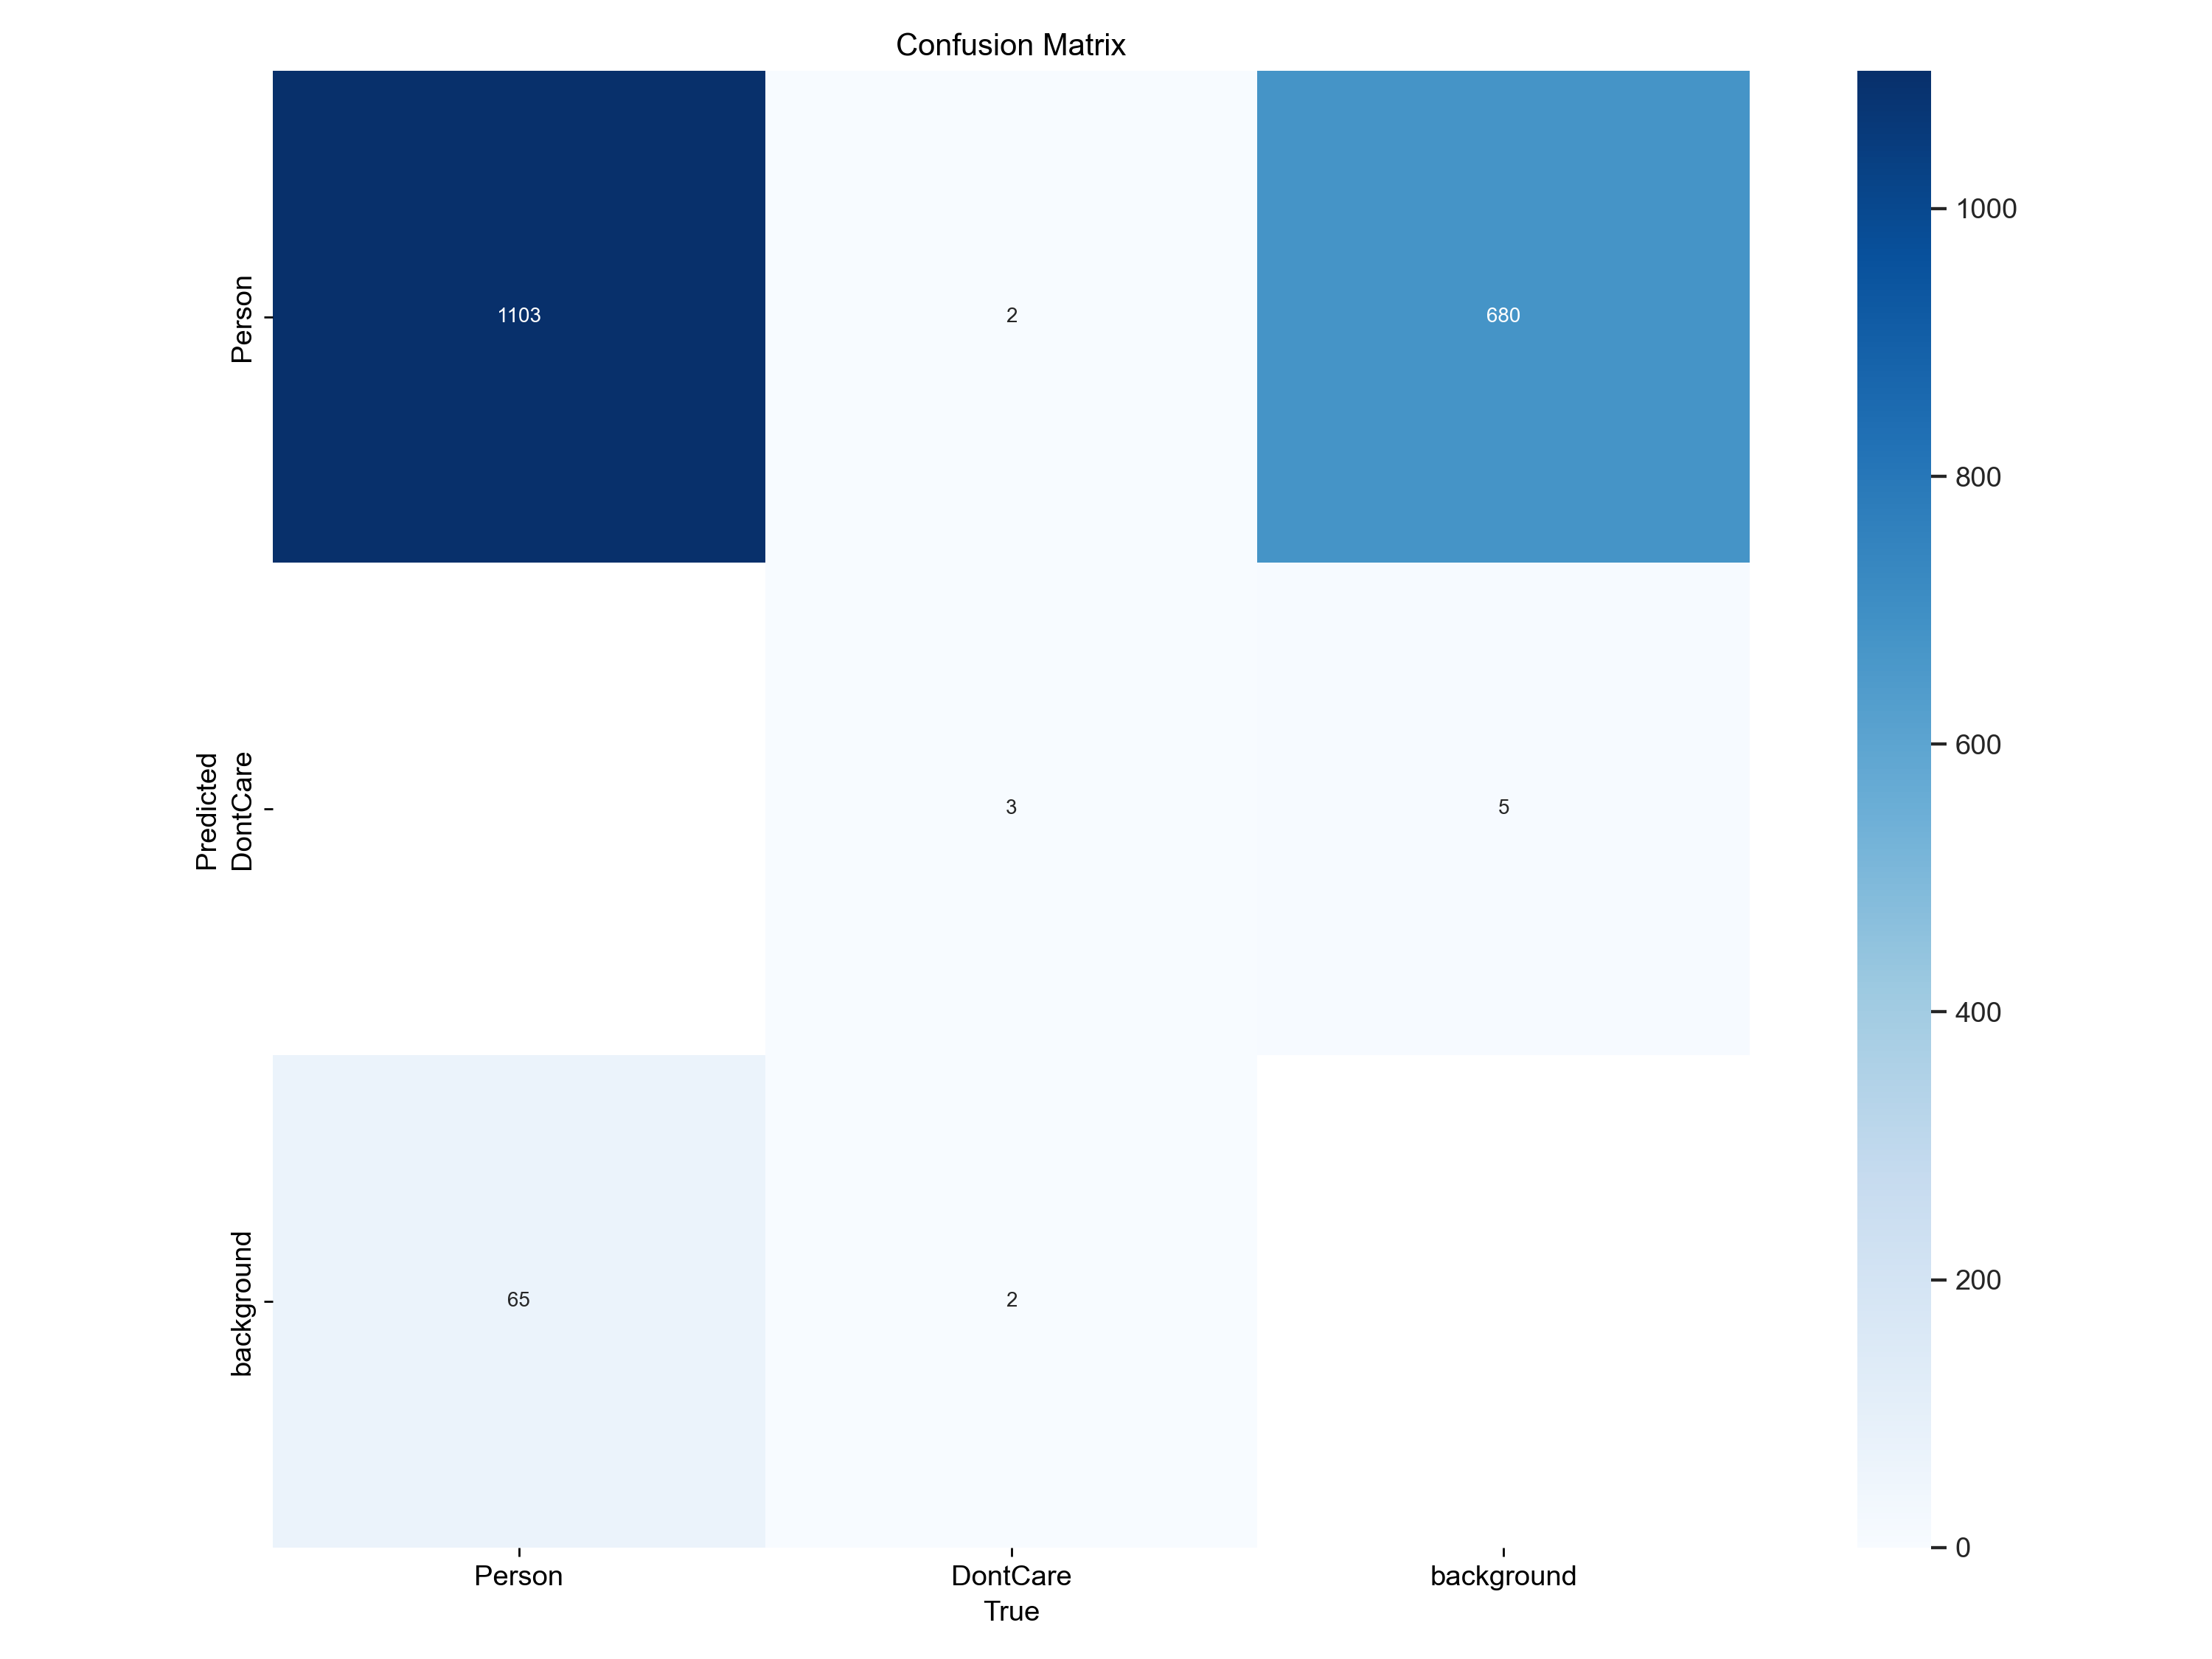 Confusion Matrix
Person
1103
2
680
1000
800
Predicted
DontCare
3
5
600
400
background
65
2
200
0
Person
DontCare
background
True